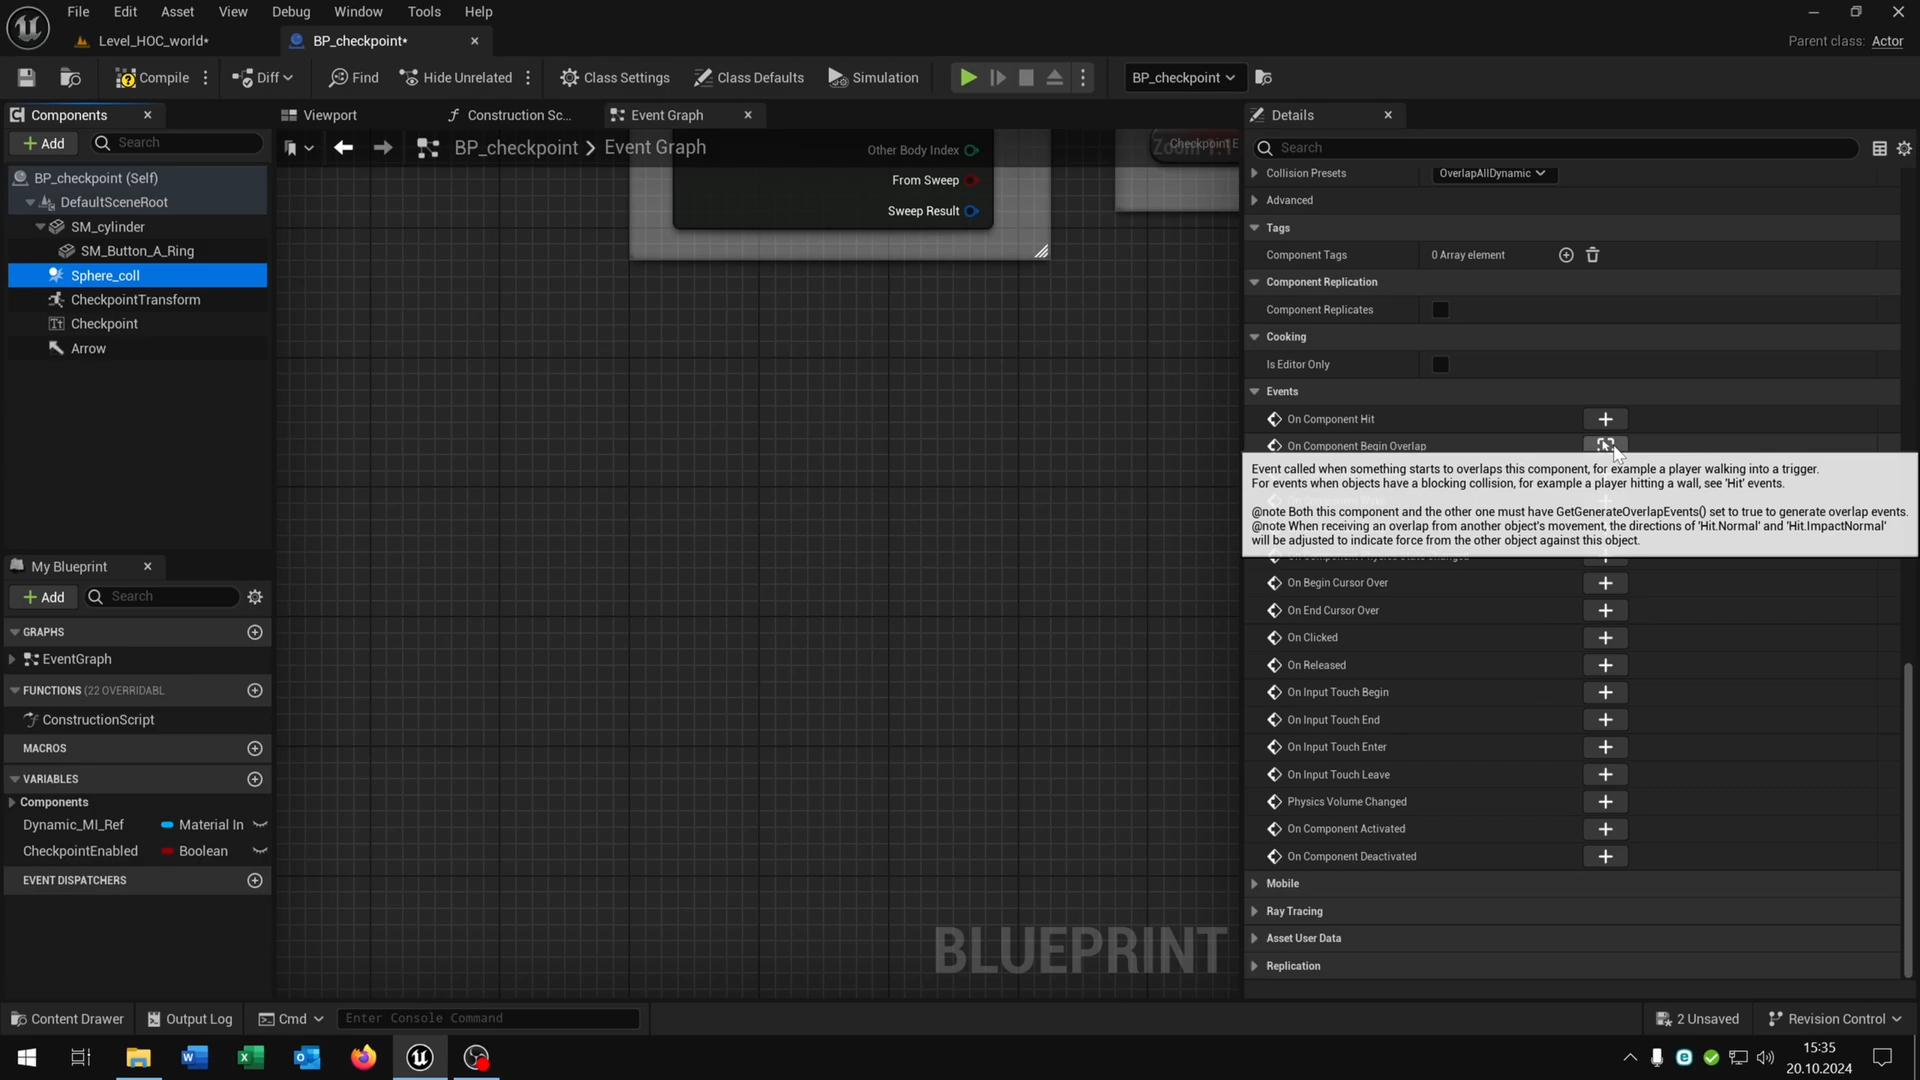 File Edit Asset View Debug Window Tools Help
Level_HOC_world*
BP_checkpoint*
Parent class: Actor
Compile
Diff
Find
Hide Unrelated
Class Settings
Class Defaults
Simulation
BP_checkpoint
Components
Add
Search
BP_checkpoint (Self)
DefaultSceneRoot
SM_cylinder
SM_Button_A_Ring
Sphere_coll
CheckpointTransform
Checkpoint
Arrow
My Blueprint
Add
Search
GRAPHS
EventGraph
FUNCTIONS (22 OVERRIDABL
ConstructionScript
MACROS
VARIABLES
Components
Dynamic_MI_Ref Material In
CheckpointEnabled Boolean
EVENT DISPATCHERS
Viewport
Construction Sc...
Event Graph
BP_checkpoint > Event Graph
Other Body Index
From Sweep
Sweep Result
Checkpoint E
Zoom 1:1
BLUEPRINT
Details
Search
Collision Presets OverlapAllDynamic
Advanced
Tags
Component Tags 0 Array element
Component Replication
Component Replicates
Cooking
Is Editor Only
Events
On Component Hit
On Component Begin Overlap
Event called when something starts to overlaps this component, for example a player walking into a trigger.
For events when objects have a blocking collision, for example a player hitting a wall, see 'Hit' events.
@note Both this component and the other one must have GetGenerateOverlapEvents() set to true to generate overlap events.
@note When receiving an overlap from another object's movement, the directions of 'Hit.Normal' and 'Hit.ImpactNormal'
will be adjusted to indicate force from the other object against this object.
On Begin Cursor Over
On End Cursor Over
On Clicked
On Released
On Input Touch Begin
On Input Touch End
On Input Touch Enter
On Input Touch Leave
Physics Volume Changed
On Component Activated
On Component Deactivated
Mobile
Ray Tracing
Asset User Data
Replication
Content Drawer
Output Log
Cmd
Enter Console Command
2 Unsaved
Revision Control
15:35
20.10.2024